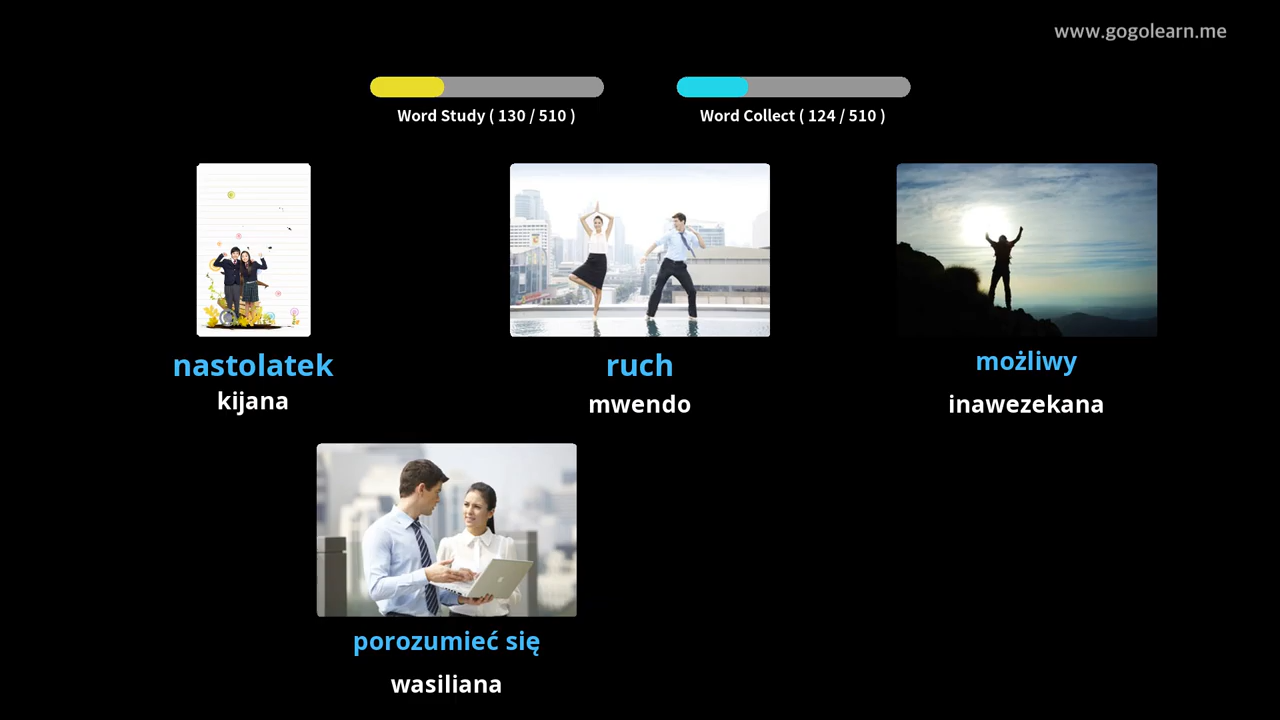 www.gogolearn.me
Word Study ( 130 / 510 )
Word Collect ( 124 / 510 )
nastolatek
kijana
ruch
mwendo
możliwy
inawezekana
porozumieć się
wasiliana